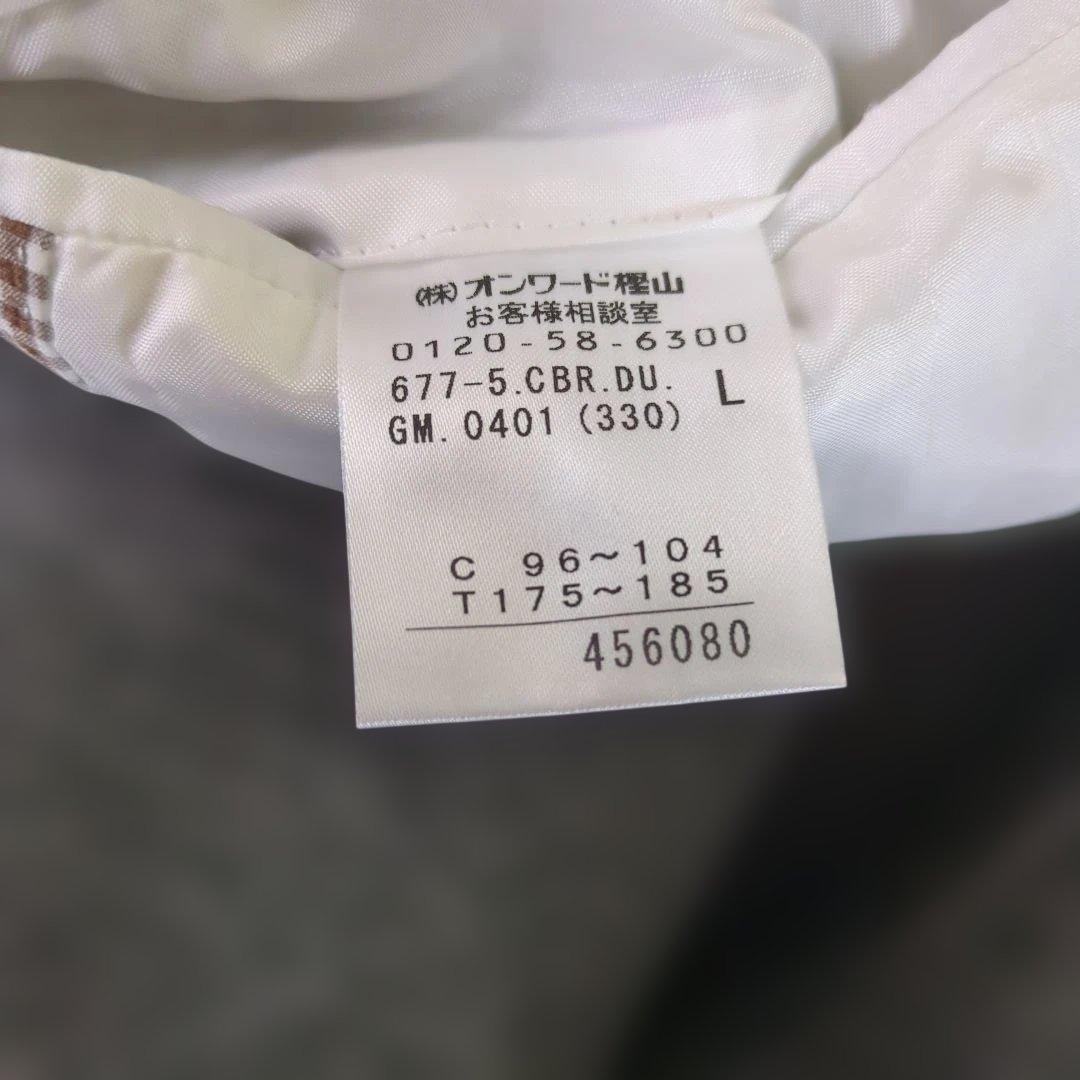 (株)オンワード樫山
お客様相談室
0120-58-6300
677-5.CBR.DU. L
GM.0401(330)
C 96~104
T175~185
456080